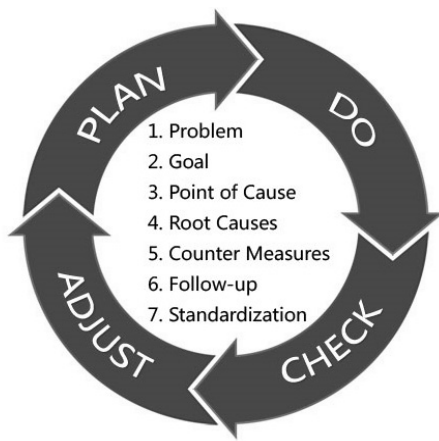 PLAN
DO
1. Problem
2. Goal
3. Point of Cause
4. Root Causes
5. Counter Measures
6. Follow-up
7. Standardization
CHECK
ADJUST